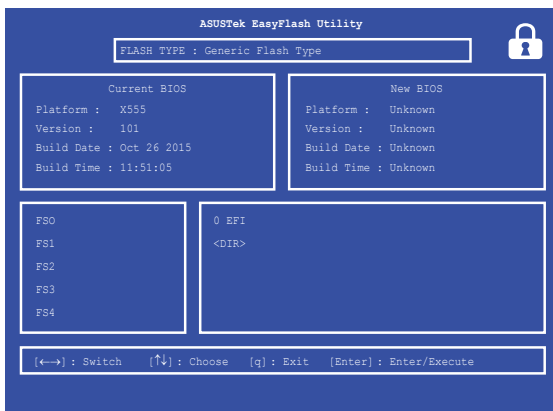 ASUSTek EasyFlash Utility
FLASH TYPE : Generic Flash Type
Current BIOS
Platform : X555
Version : 101
Build Date : Oct 26 2015
Build Time : 11:51:05
New BIOS
Platform : Unknown
Version : Unknown
Build Date : Unknown
Build Time : Unknown
FS0
FS1
FS2
FS3
FS4
0 EFI
<DIR>
[←→] : Switch [↑↓] : Choose [q] : Exit [Enter] : Enter/Execute